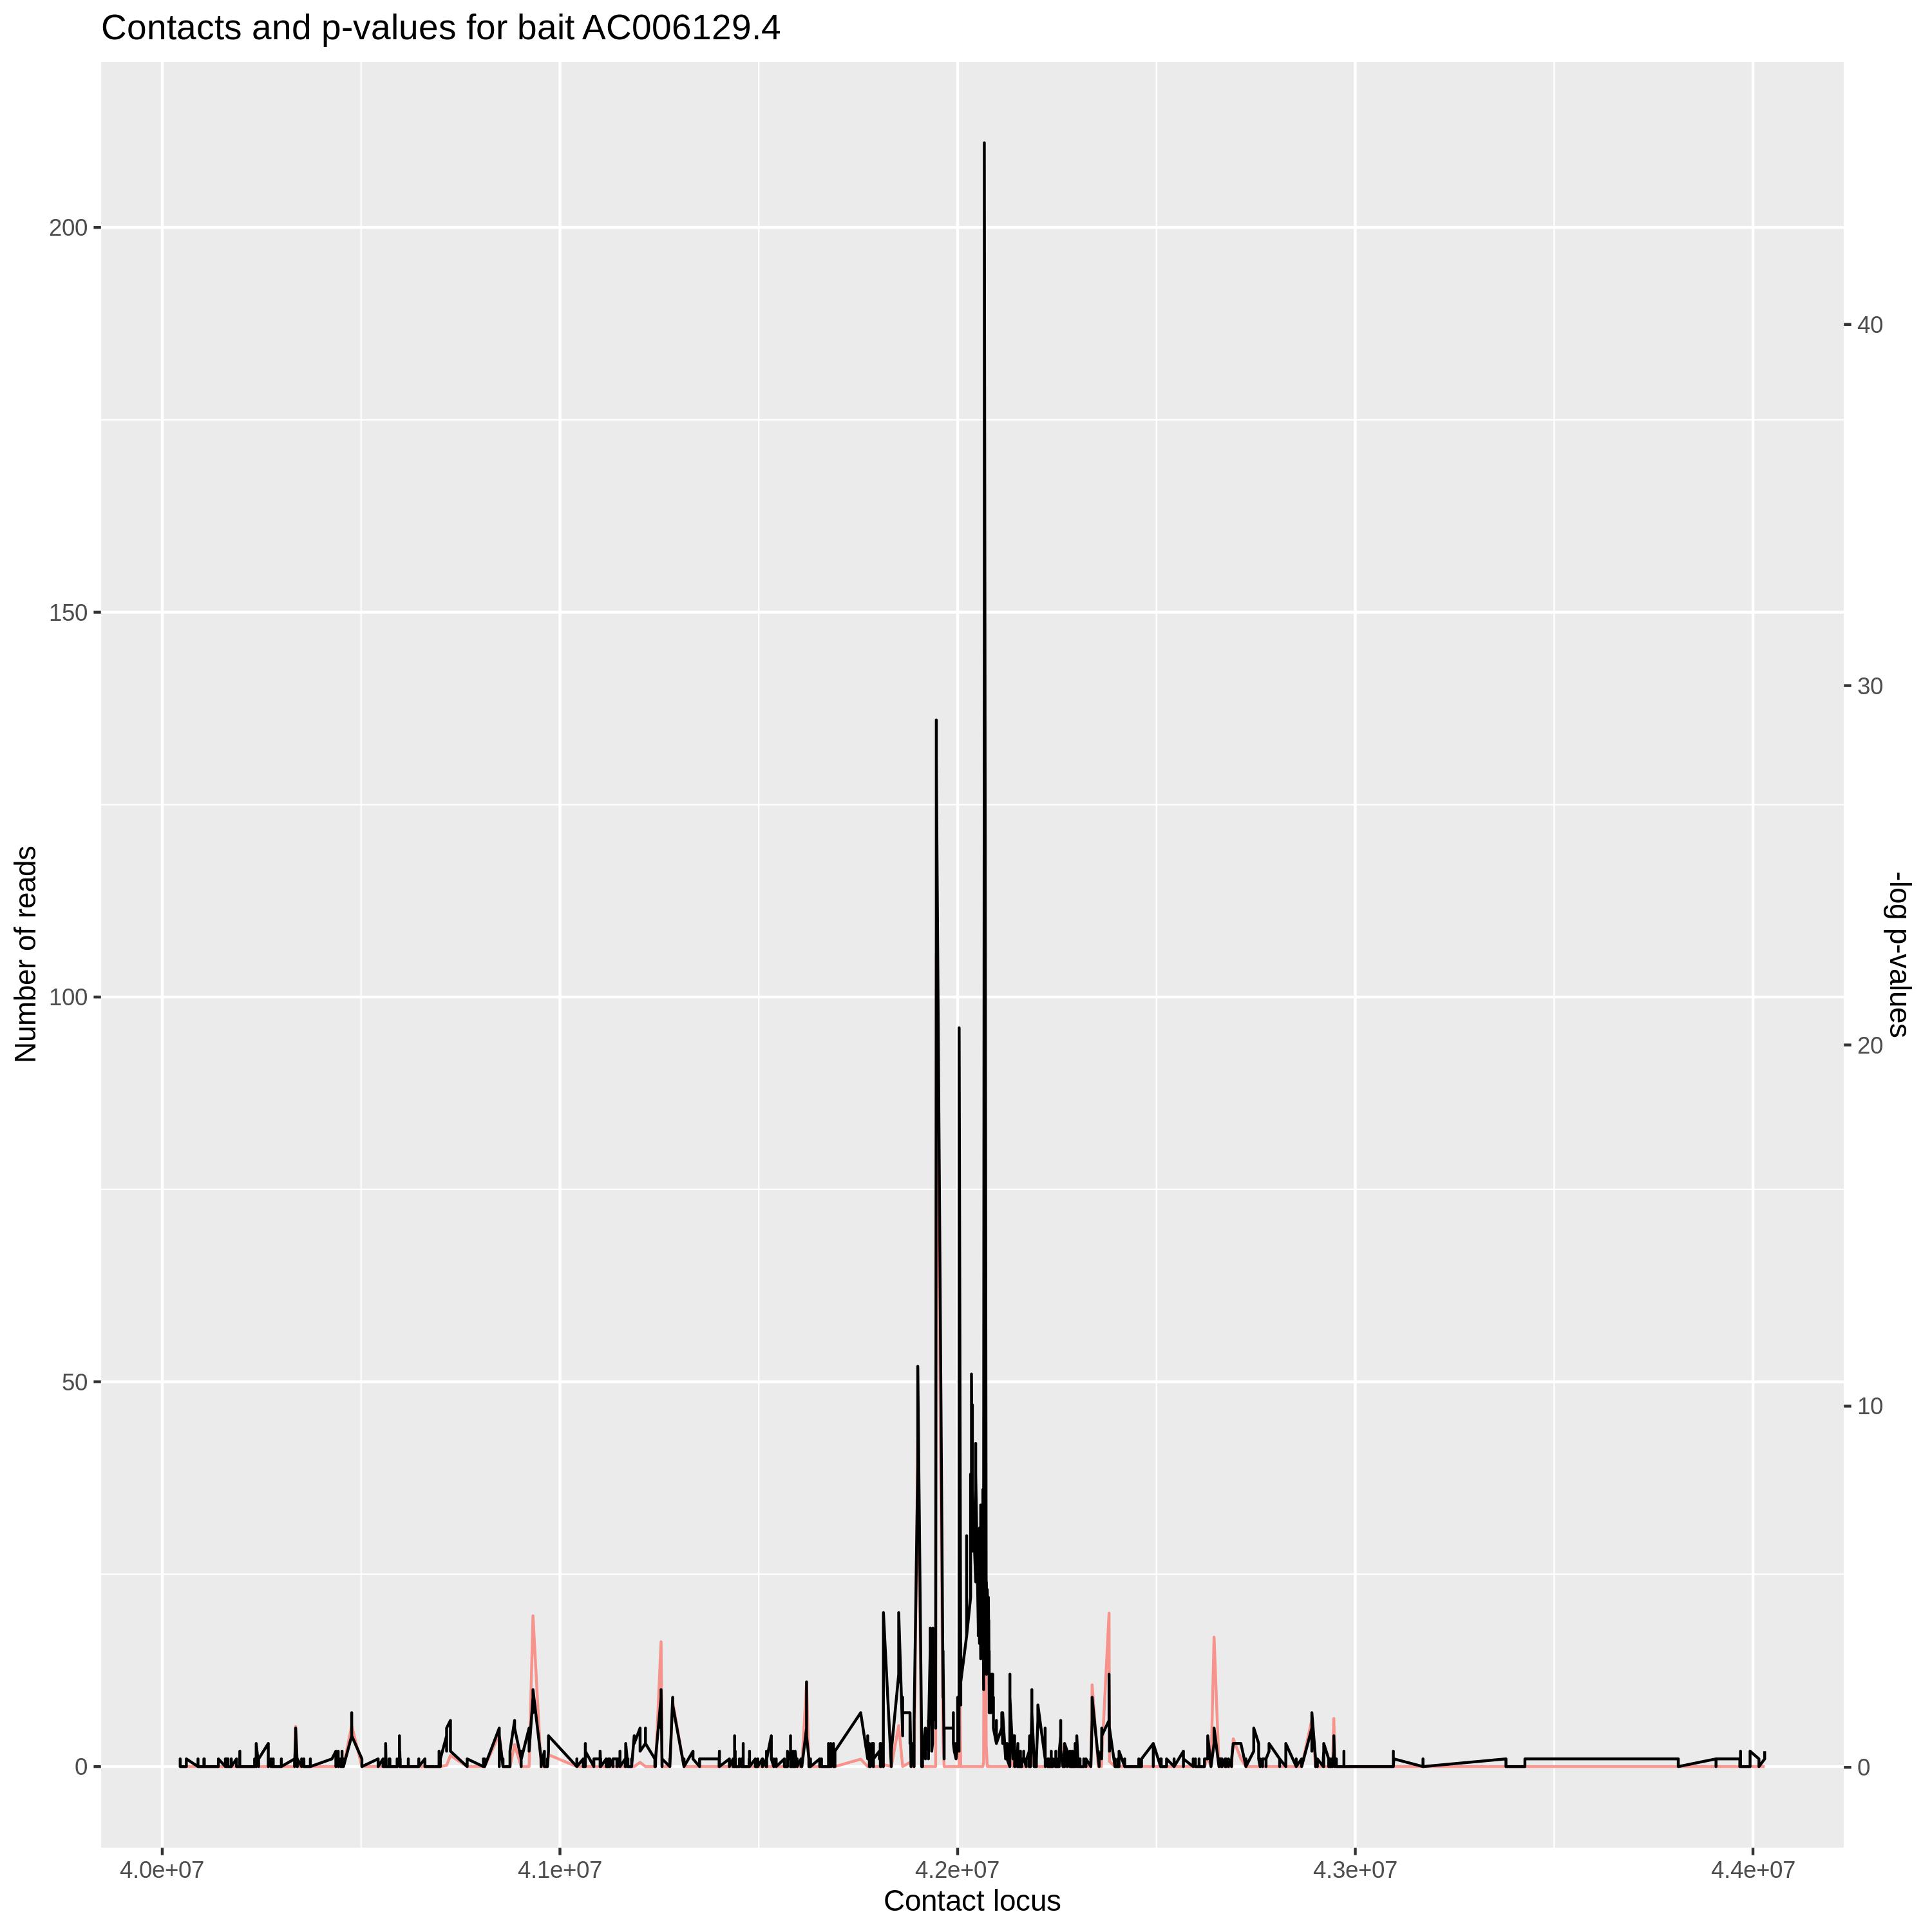 Contacts and p-values for bait AC006129.4
200
150
100
50
0
Number of reads
40
30
20
10
0
-log p-values
4.0e+07 4.1e+07 4.2e+07 4.3e+07 4.4e+07
Contact locus